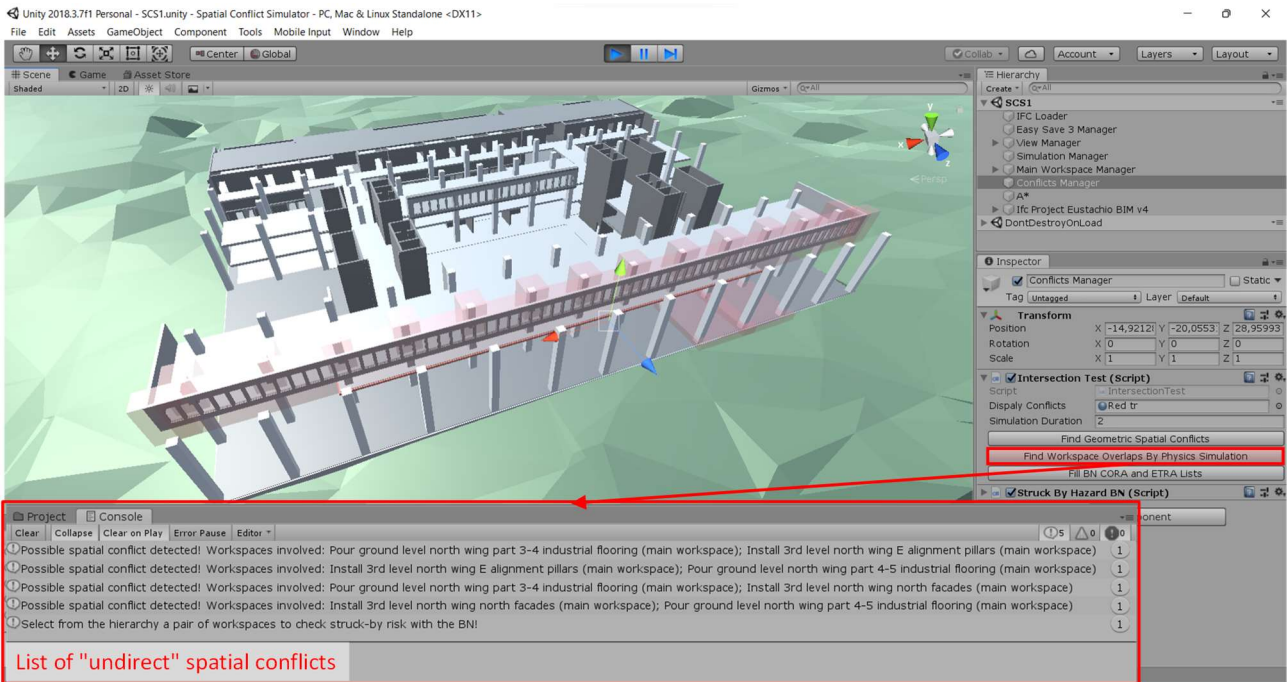 Unity 2018.3.7f1 Personal - SCS1.unity - Spatial Conflict Simulator - PC, Mac & Linux Standalone <DX11>
File Edit Assets GameObject Component Tools Mobile Input Window Help
Center Global
Collab Account Layers Layout
Scene Game Asset Store
Shaded 2D Gizmos All
y
x
z
Persp
Hierarchy
Create All
SCS1
IFC Loader
Easy Save 3 Manager
View Manager
Simulation Manager
Main Workspace Manager
Conflicts Manager
A*
Ifc Project Eustachio BIM v4
DontDestroyOnLoad
Inspector
Conflicts Manager Static
Tag Untagged Layer Default
Transform
Position X -14,9212 Y -20,0553 Z 28,95993
Rotation X 0 Y 0 Z 0
Scale X 1 Y 1 Z 1
Intersection Test (Script)
Script IntersectionTest
Dispaly Conflicts Red tr
Simulation Duration 2
Find Geometric Spatial Conflicts
Find Workspace Overlaps By Physics Simulation
Fill BN CORA and ETRA Lists
Struck By Hazard BN (Script)
ponent
Project Console
Clear Collapse Clear on Play Error Pause Editor 5 0 0
Possible spatial conflict detected! Workspaces involved: Pour ground level north wing part 3-4 industrial flooring (main workspace); Install 3rd level north wing E alignment pillars (main workspace) 1
Possible spatial conflict detected! Workspaces involved: Install 3rd level north wing E alignment pillars (main workspace); Pour ground level north wing part 4-5 industrial flooring (main workspace) 1
Possible spatial conflict detected! Workspaces involved: Pour ground level north wing part 3-4 industrial flooring (main workspace); Install 3rd level north wing north facades (main workspace) 1
Possible spatial conflict detected! Workspaces involved: Install 3rd level north wing north facades (main workspace); Pour ground level north wing part 4-5 industrial flooring (main workspace) 1
Select from the hierarchy a pair of workspaces to check struck-by risk with the BN! 1
List of "undirect" spatial conflicts